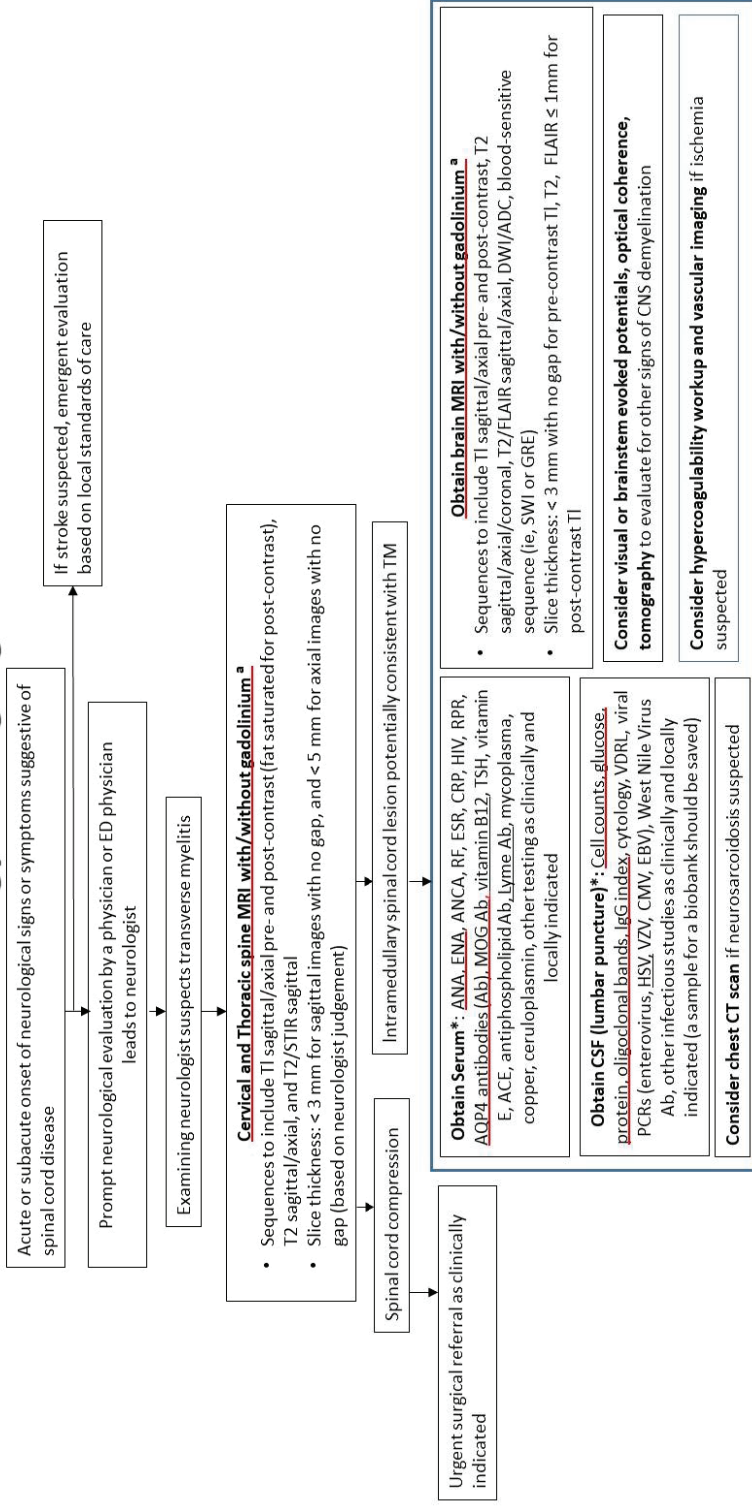 Acute or subacute onset of neurological signs or symptoms suggestive of
spinal cord disease
If stroke suspected, emergent evaluation
based on local standards of care
Prompt neurological evaluation by a physician or ED physician
leads to neurologist
Examining neurologist suspects transverse myelitis
Cervical and Thoracic spine MRI with/without gadolinium a
• Sequences to include Tl sagittal/axial pre- and post-contrast (fat saturated for post-contrast),
T2 sagittal/axial, and T2/STIR sagittal
• Slice thickness: < 3 mm for sagittal images with no gap, and < 5 mm for axial images with no
gap (based on neurologist judgement)
Spinal cord compression
Intramedullary spinal cord lesion potentially consistent with TM
Urgent surgical referral as clinically
indicated
Obtain Serum*: ANA, ENA, ANCA, RF, ESR, CRP, HIV, RPR,
AQP4 antibodies (Ab), MOG Ab, vitamin B12, TSH, vitamin
E, ACE, antiphospholipid Ab, Lyme Ab, mycoplasma,
copper, ceruloplasmin, other testing as clinically and
locally indicated
Obtain CSF (lumbar puncture)*: Cell counts, glucose,
protein, oligoclonal bands, IgG index, cytology, VDRL, viral
PCRs (enterovirus, HSV, VZV, CMV, EBV), West Nile Virus
Ab, other infectious studies as clinically and locally
indicated (a sample for a biobank should be saved)
Consider chest CT scan if neurosarcoidosis suspected
Obtain brain MRI with/without gadolinium a
• Sequences to include Tl sagittal/axial pre- and post-contrast, T2
sagittal/axial/coronal, T2/FLAIR sagittal/axial, DWI/ADC, blood-sensitive
sequence (ie, SWI or GRE)
• Slice thickness: < 3 mm with no gap for pre-contrast Tl, T2, FLAIR ≤ 1mm for
post-contrast Tl
Consider visual or brainstem evoked potentials, optical coherence,
tomography to evaluate for other signs of CNS demyelination
Consider hypercoagulability workup and vascular imaging if ischemia
suspected